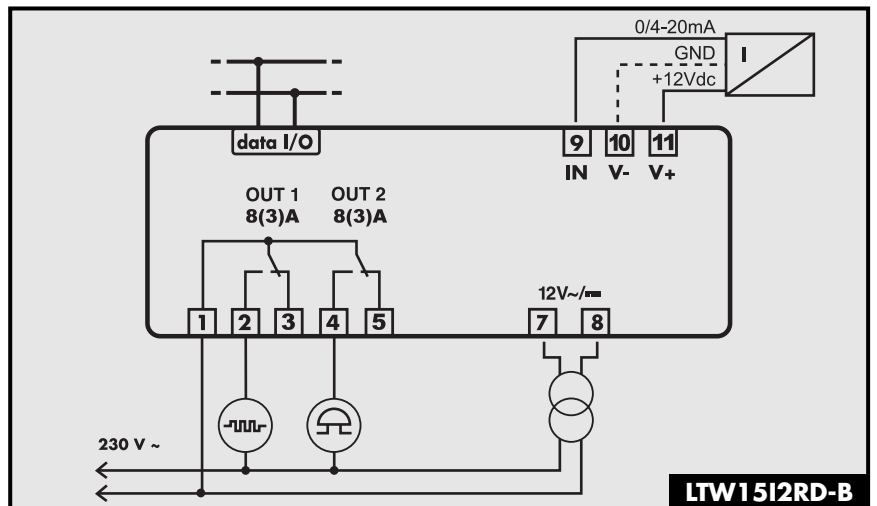 0/4-20mA
GND
I
+12Vdc
data I/O
9 10 11
IN V- V+
OUT 1 OUT 2
8(3)A 8(3)A
12V~/
1 2 3 4 5 7 8
230 V ~
LTW15I2RD-B